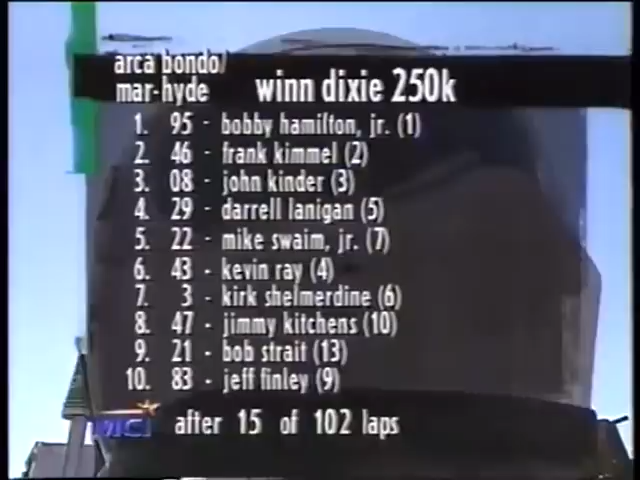 arca bondo/
mar-hyde
winn dixie 250k
1. 95 - bobby hamilton, jr. (1)
2. 46 - frank kimmel (2)
3. 08 - john kinder (3)
4. 29 - darrell lanigan (5)
5. 22 - mike swaim, jr. (7)
6. 43 - kevin ray (4)
7. 3 - kirk shelmerdine (6)
8. 47 - jimmy kitchens (10)
9. 21 - bob strait (13)
10. 83 - jeff finley (9)
MCI after 15 of 102 laps